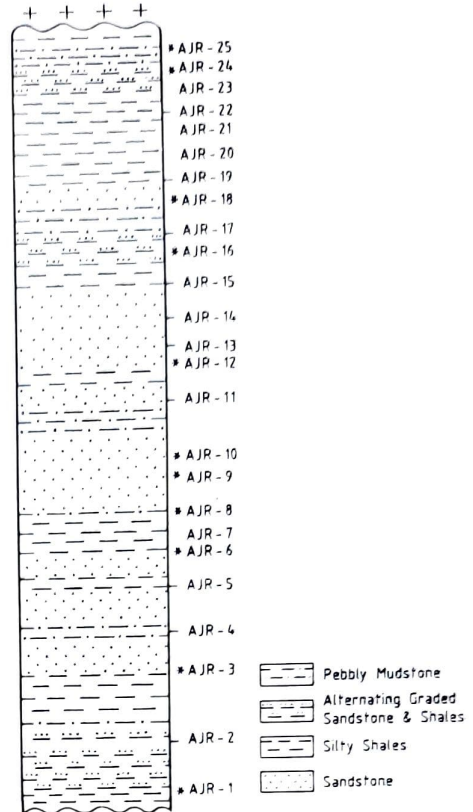 * AJR - 25
* AJR - 24
AJR - 23
AJR - 22
AJR - 21
AJR - 20
AJR - 19
* AJR - 18
AJR - 17
* AJR - 16
AJR - 15
AJR - 14
AJR - 13
* AJR - 12
AJR - 11
* AJR - 10
* AJR - 9
* AJR - 8
AJR - 7
* AJR - 6
AJR - 5
AJR - 4
* AJR - 3
AJR - 2
* AJR - 1
Pebbly Mudstone
Alternating Graded
Sandstone & Shales
Silty Shales
Sandstone